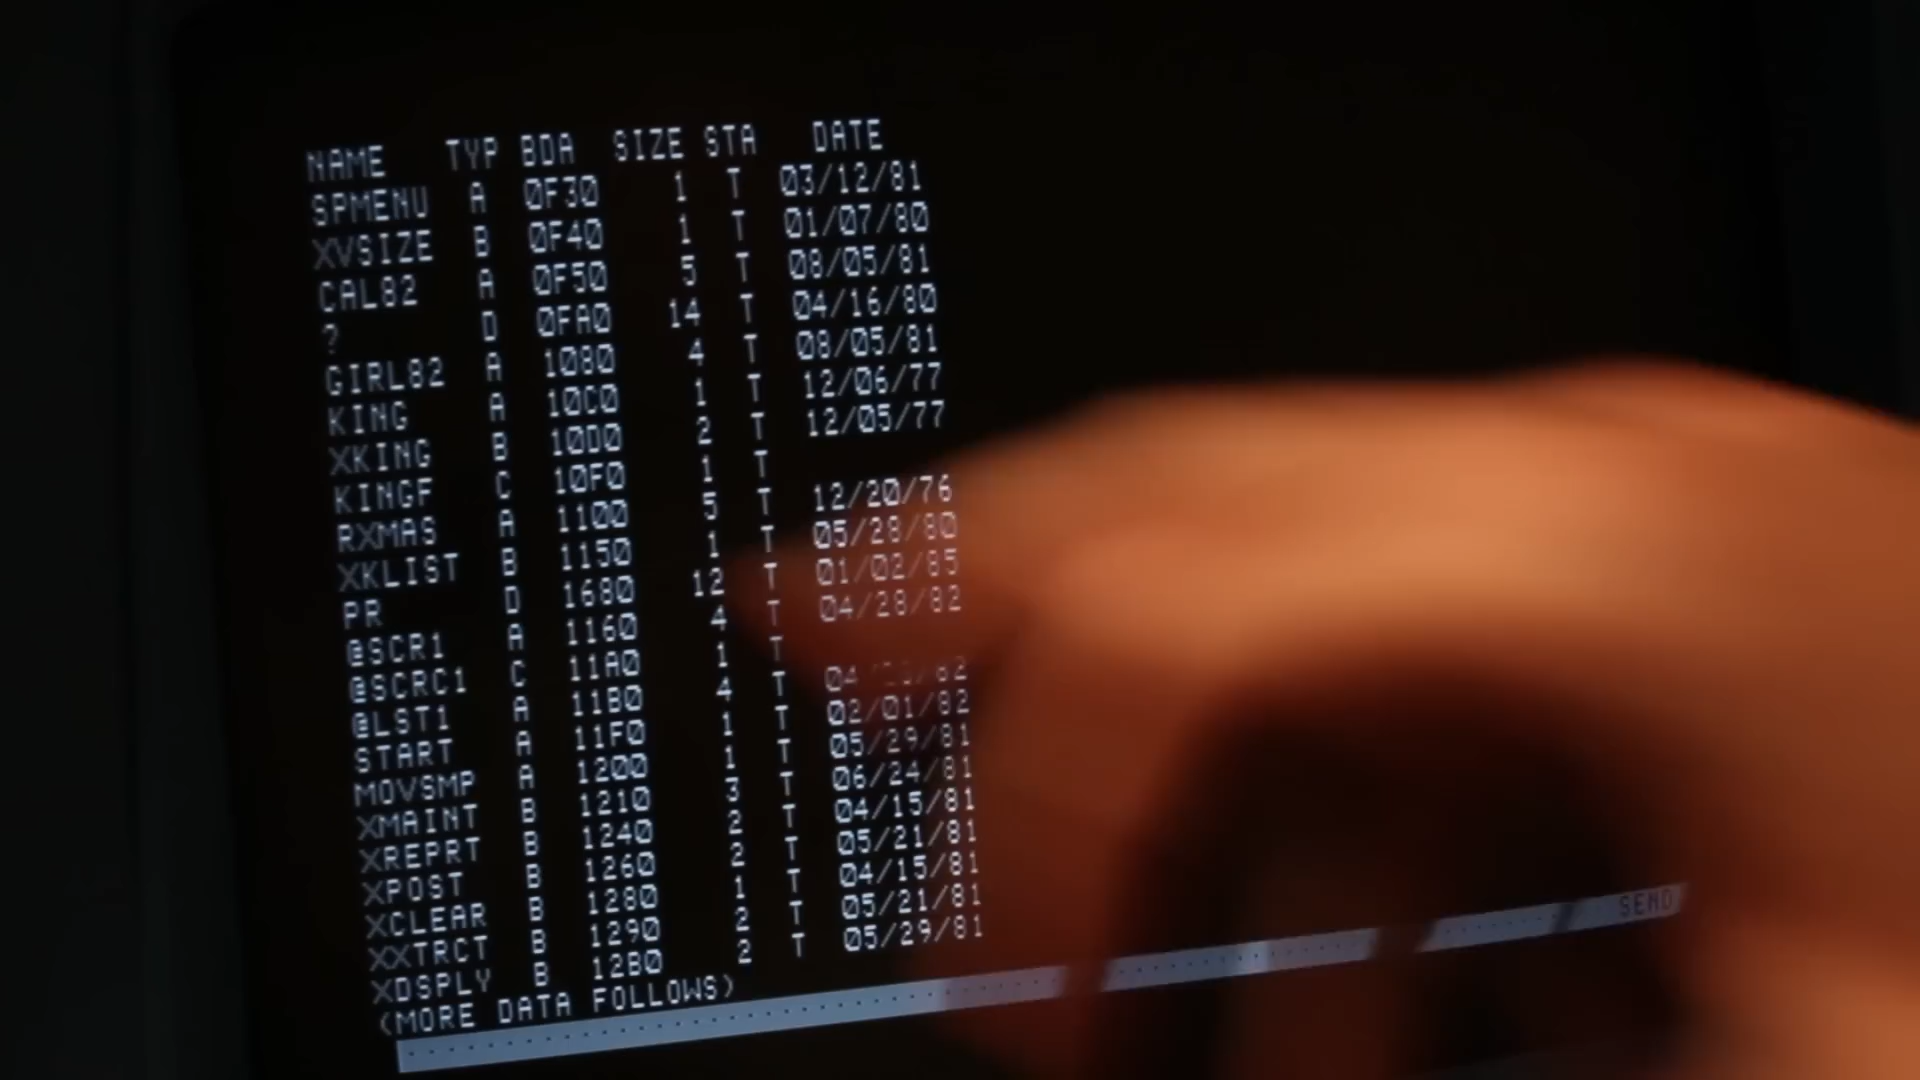 NAME TYP BDA SIZE STA DATE
SPMENU A 0F30 1 T 03/12/81
XVSIZE B 0F40 1 T 01/07/80
CAL82 A 0F50 5 T 08/05/81
? D 0FA0 14 T 04/16/80
GIRL82 A 1080 4 T 08/05/81
KING A 10C0 1 T 12/06/77
XKING B 10D0 2 T 12/05/77
KINGF C 10F0 1 T
RXMAS A 1100 5 T 12/20/76
XKLIST B 1150 1 T 05/28/80
PR D 1680 12 T 01/02/85
@SCR1 A 1160 4 T 04/28/82
@SCRC1 C 11A0 1 T
@LST1 A 11B0 4 T
START A 11F0 1 T 02/01/82
MOVSMP A 1200 1 T 05/29/81
XMAINT B 1210 3 T 06/24/81
XREPRT B 1240 2 T 04/15/81
XPOST B 1260 2 T 05/21/81
XCLEAR B 1280 1 T 04/15/81
XXTRCT B 1290 2 T 05/21/81
XDSPLY B 12B0 2 T 05/29/81
(MORE DATA FOLLOWS)
SEND